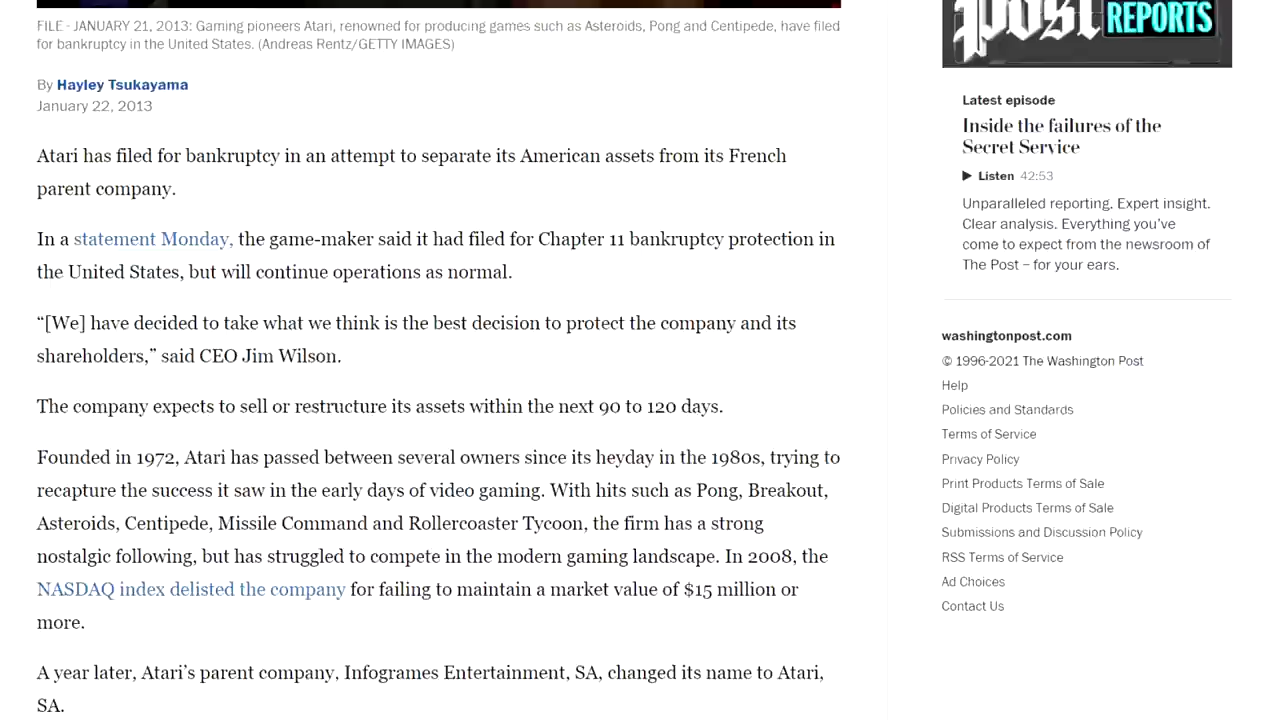 FILE - JANUARY 21, 2013: Gaming pioneers Atari, renowned for producing games such as Asteroids, Pong and Centipede, have filed
for bankruptcy in the United States. (Andreas Rentz/GETTY IMAGES)
By Hayley Tsukayama
January 22, 2013
Atari has filed for bankruptcy in an attempt to separate its American assets from its French
parent company.
In a statement Monday, the game-maker said it had filed for Chapter 11 bankruptcy protection in
the United States, but will continue operations as normal.
“[We] have decided to take what we think is the best decision to protect the company and its
shareholders,” said CEO Jim Wilson.
The company expects to sell or restructure its assets within the next 90 to 120 days.
Founded in 1972, Atari has passed between several owners since its heyday in the 1980s, trying to
recapture the success it saw in the early days of video gaming. With hits such as Pong, Breakout,
Asteroids, Centipede, Missile Command and Rollercoaster Tycoon, the firm has a strong
nostalgic following, but has struggled to compete in the modern gaming landscape. In 2008, the
NASDAQ index delisted the company for failing to maintain a market value of $15 million or
more.
A year later, Atari’s parent company, Infogrames Entertainment, SA, changed its name to Atari,
SA.
post REPORTS
Latest episode
Inside the failures of the
Secret Service
Listen 42:53
Unparalleled reporting. Expert insight.
Clear analysis. Everything you’ve
come to expect from the newsroom of
The Post – for your ears.
washingtonpost.com
© 1996-2021 The Washington Post
Help
Policies and Standards
Terms of Service
Privacy Policy
Print Products Terms of Sale
Digital Products Terms of Sale
Submissions and Discussion Policy
RSS Terms of Service
Ad Choices
Contact Us